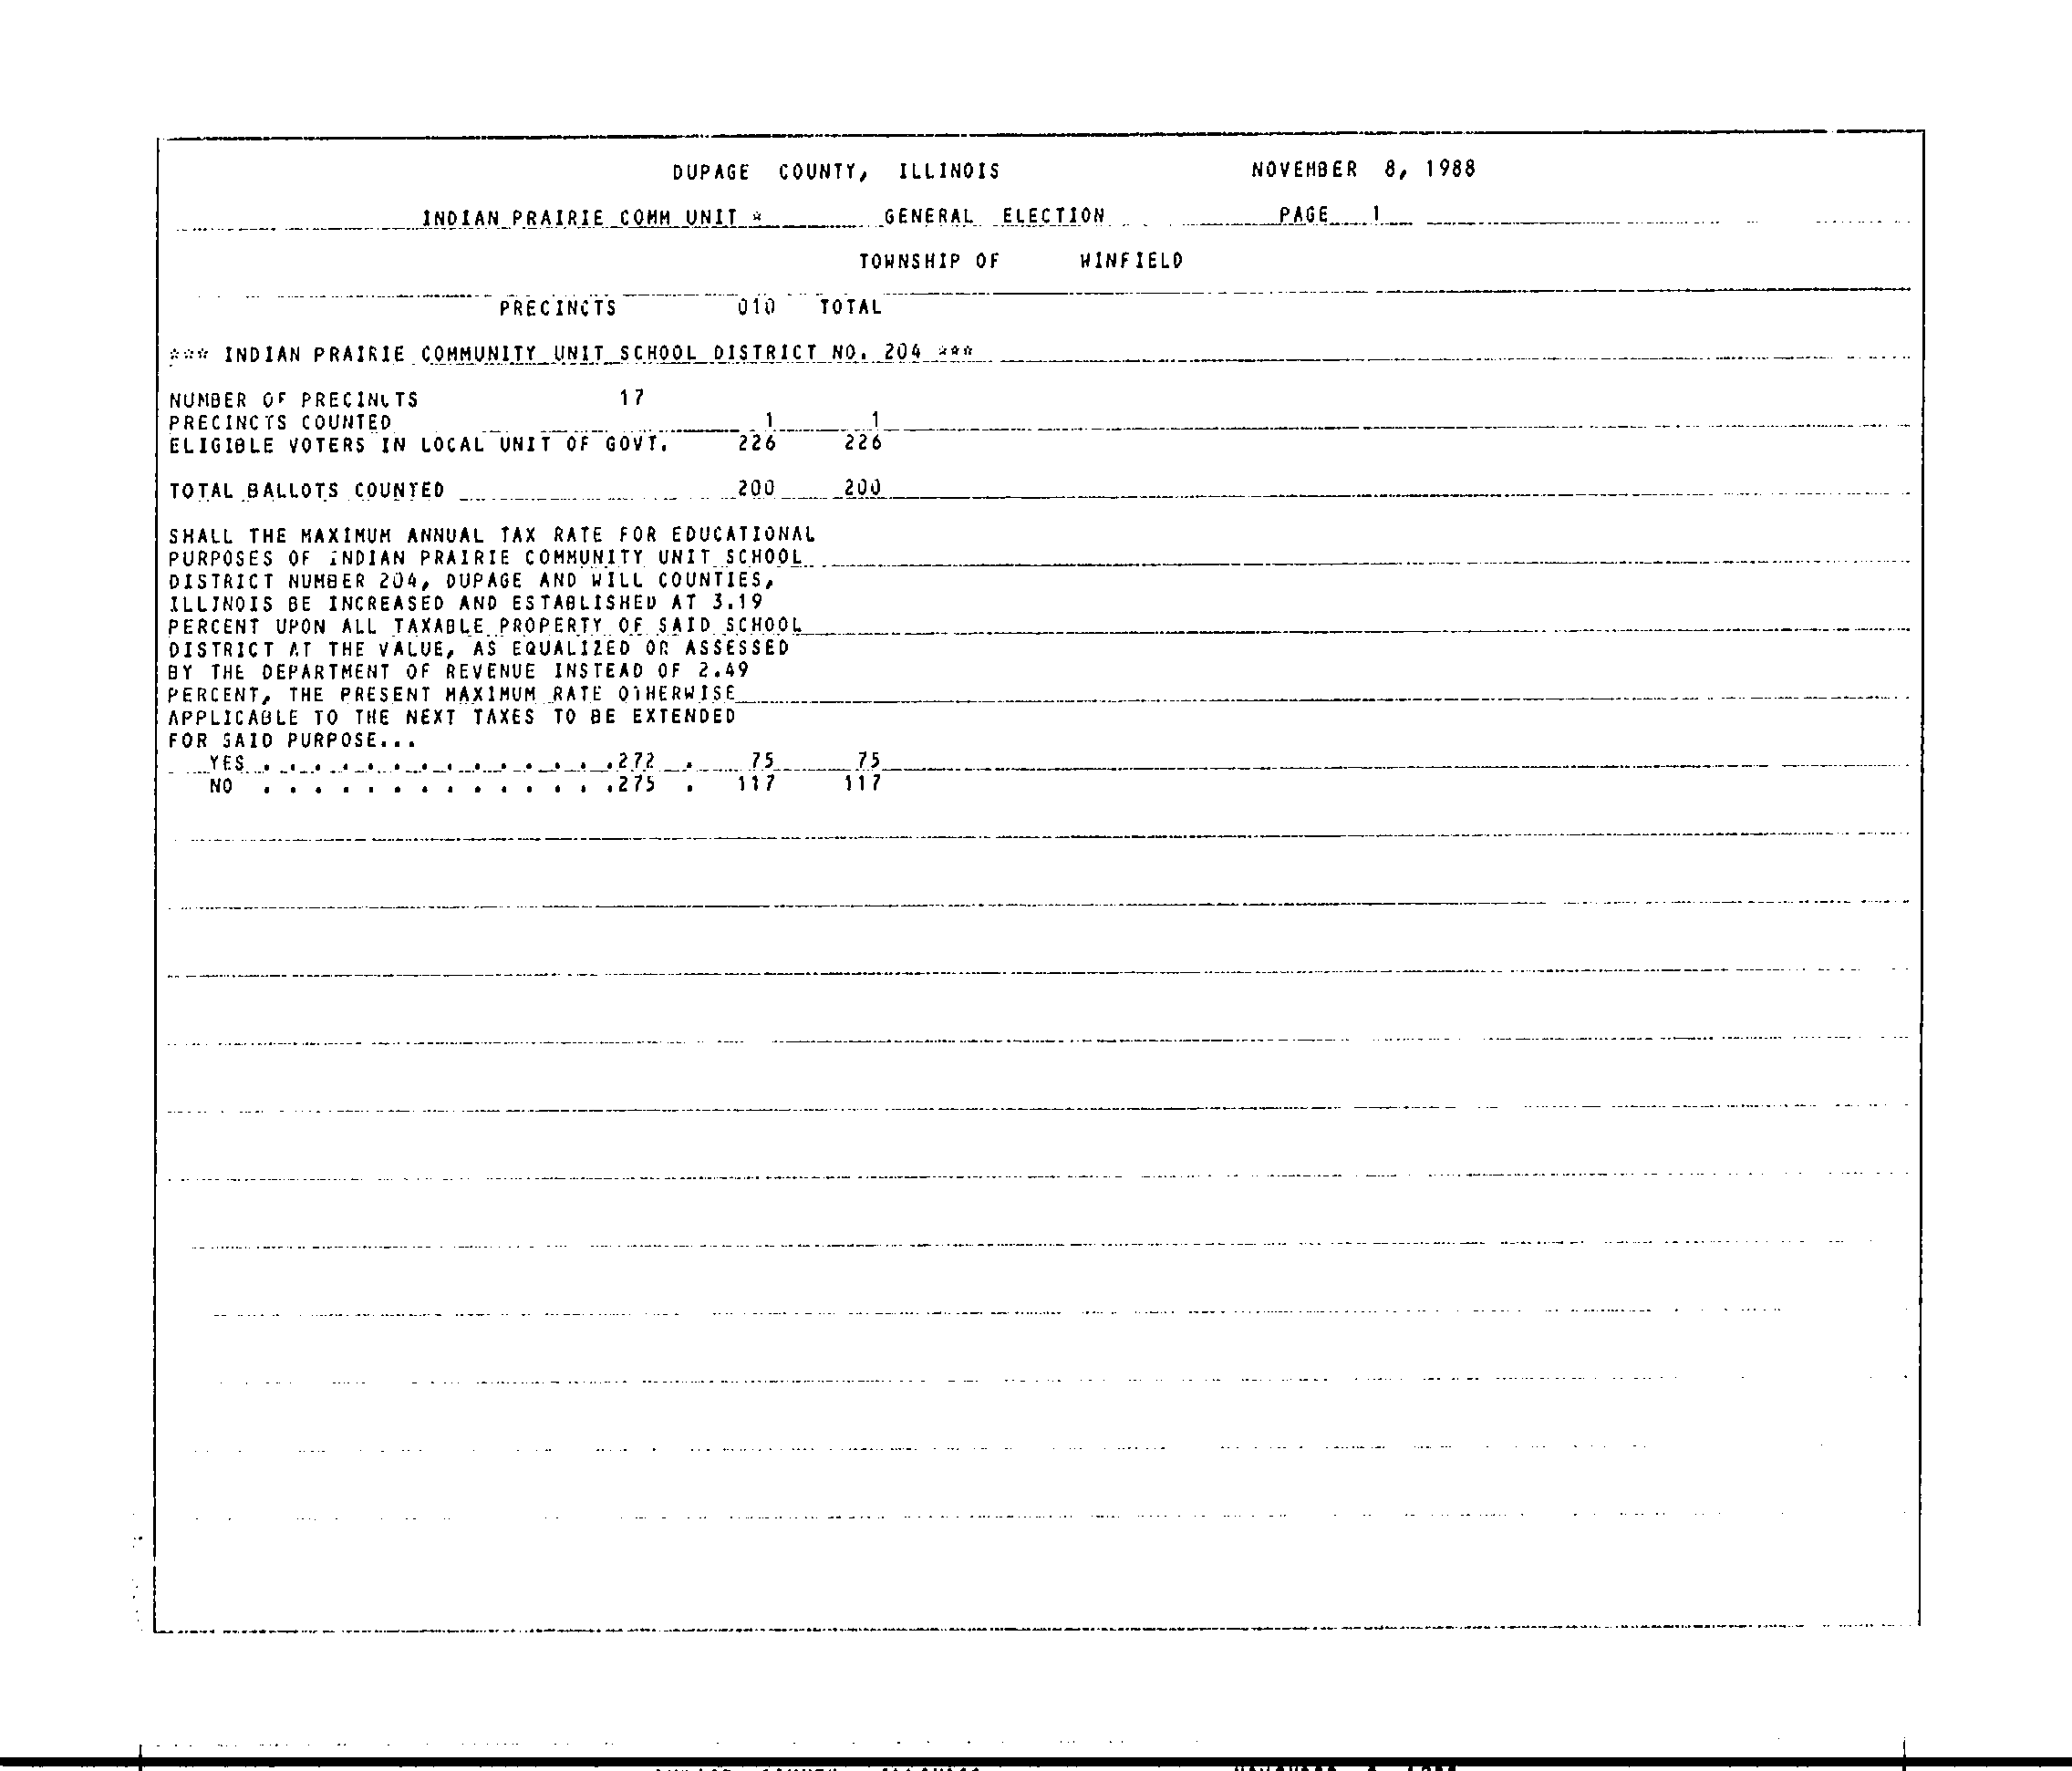 DUPAGE COUNTY, ILLINOIS NOVEMBER 8, 1988
INDIAN PRAIRIE COMM UNIT * GENERAL ELECTION PAGE 1
TOWNSHIP OF WINFIELD
PRECINCTS 010 TOTAL
*** INDIAN PRAIRIE COMMUNITY UNIT SCHOOL DISTRICT NO. 204 ***
NUMBER OF PRECINCTS 17
PRECINCTS COUNTED 1 1
ELIGIBLE VOTERS IN LOCAL UNIT OF GOVT. 226 226
TOTAL BALLOTS COUNTED 200 200
SHALL THE MAXIMUM ANNUAL TAX RATE FOR EDUCATIONAL
PURPOSES OF INDIAN PRAIRIE COMMUNITY UNIT SCHOOL
DISTRICT NUMBER 204, DUPAGE AND WILL COUNTIES,
ILLINOIS BE INCREASED AND ESTABLISHED AT 3.19
PERCENT UPON ALL TAXABLE PROPERTY OF SAID SCHOOL
DISTRICT AT THE VALUE, AS EQUALIZED OR ASSESSED
BY THE DEPARTMENT OF REVENUE INSTEAD OF 2.49
PERCENT, THE PRESENT MAXIMUM RATE OTHERWISE
APPLICABLE TO THE NEXT TAXES TO BE EXTENDED
FOR SAID PURPOSE...
YES . . . . . . . . . . . . . .272 . 75 75
NO . . . . . . . . . . . . . .275 . 117 117